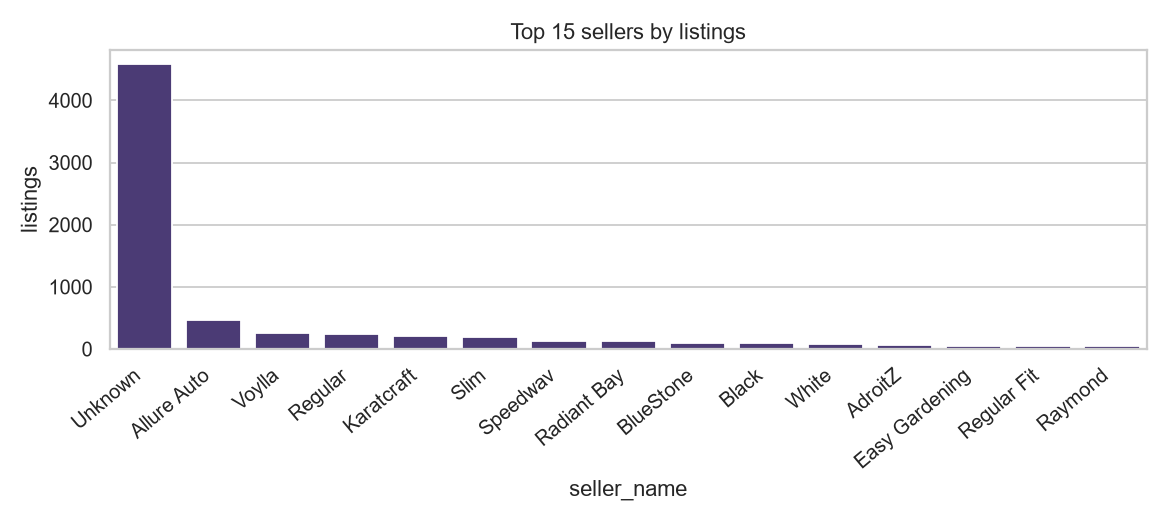 Top 15 sellers by listings
listings
4000
3000
2000
1000
0
Unknown
Allure Auto
Voylla
Regular
Karatcraft
Slim
Speedwav
Radiant Bay
BlueStone
Black
White
AdroitZ
Easy Gardening
Regular Fit
Raymond
seller_name